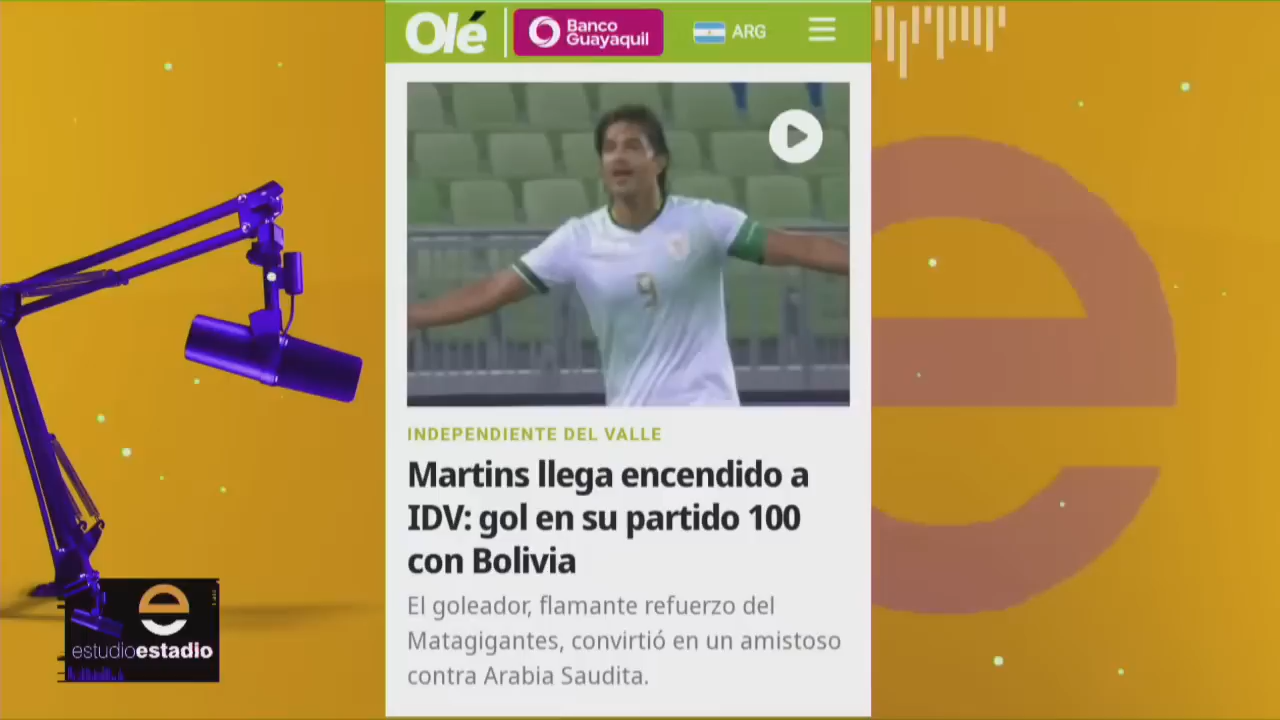 Olé
Banco
Guayaquil
ARG
9
INDEPENDIENTE DEL VALLE
Martins llega encendido a
IDV: gol en su partido 100
con Bolivia
El goleador, flamante refuerzo del
Matagigantes, convirtió en un amistoso
contra Arabia Saudita.
estudioestadio